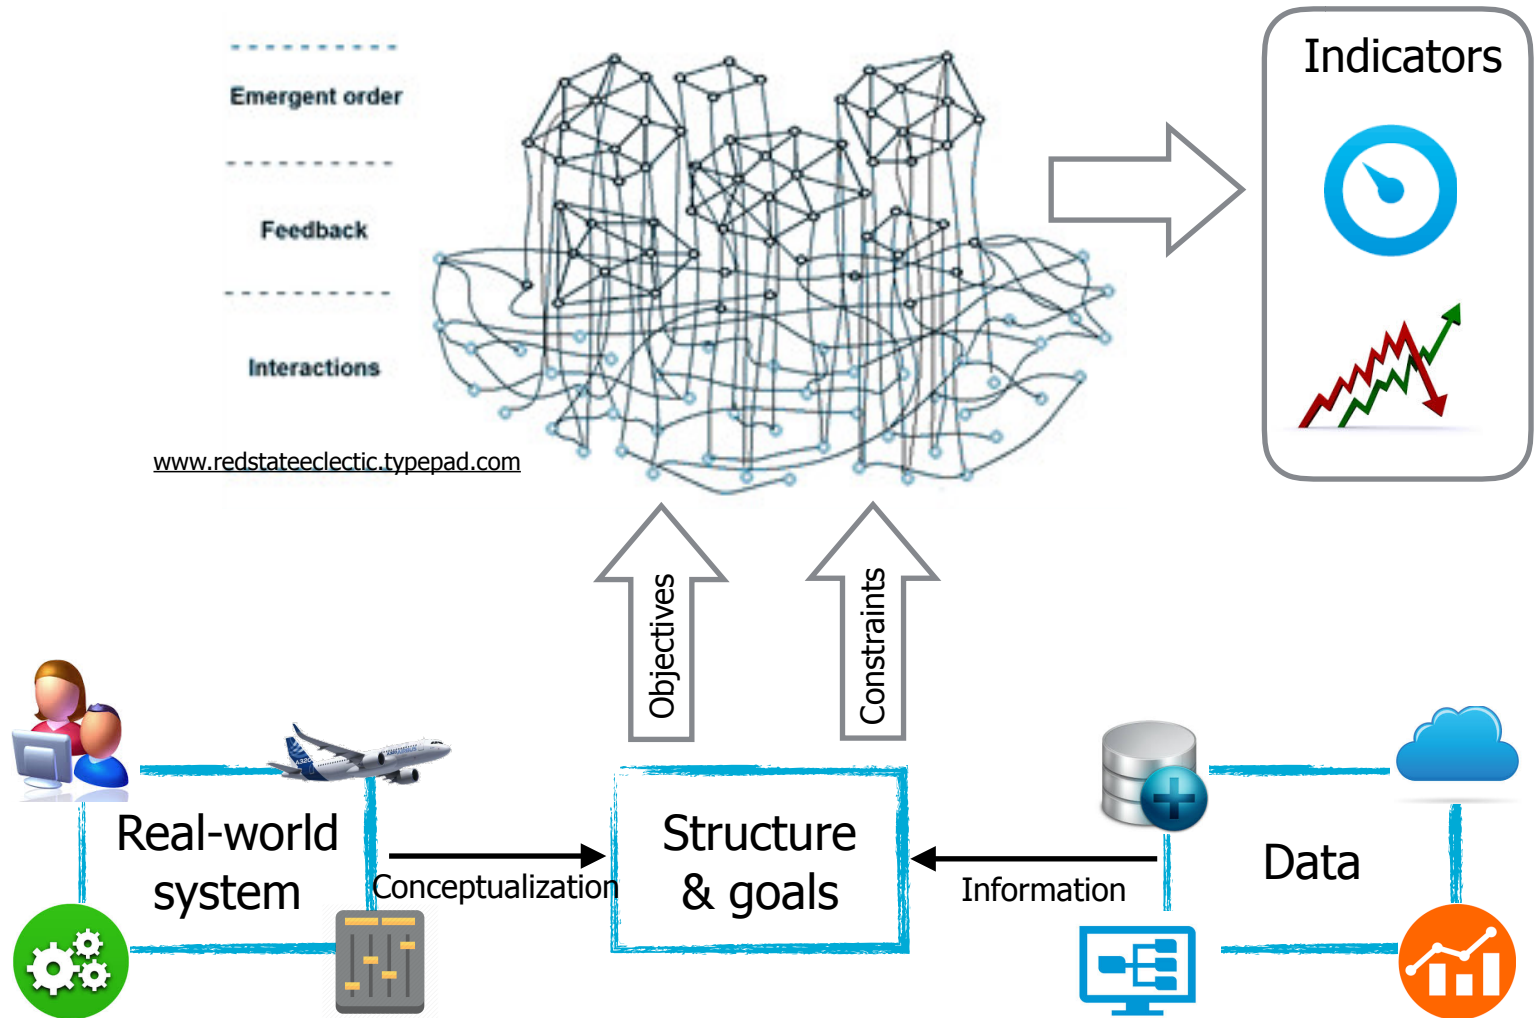 Indicators
Emergent order
Feedback
Interactions
www.redstateeclectic.typepad.com
Objectives
Constraints
A320
Real-world
system
Conceptualization
Structure
& goals
Information
Data